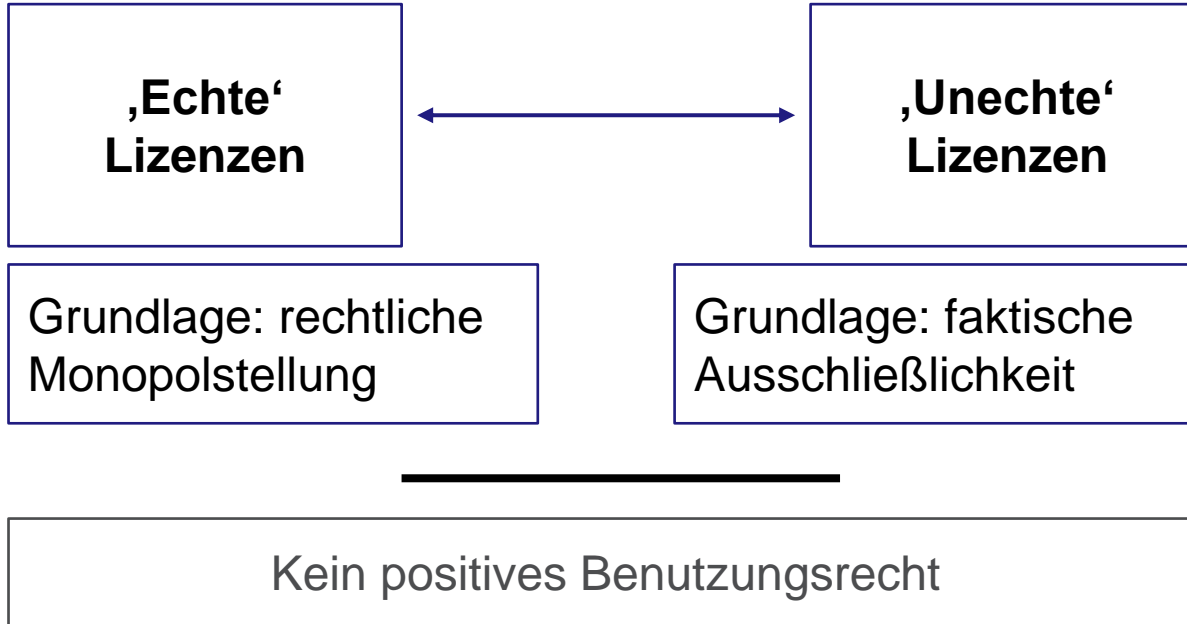 ‚Echte‘
Lizenzen
‚Unechte‘
Lizenzen
Grundlage: rechtliche
Monopolstellung
Grundlage: faktische
Ausschließlichkeit
Kein positives Benutzungsrecht